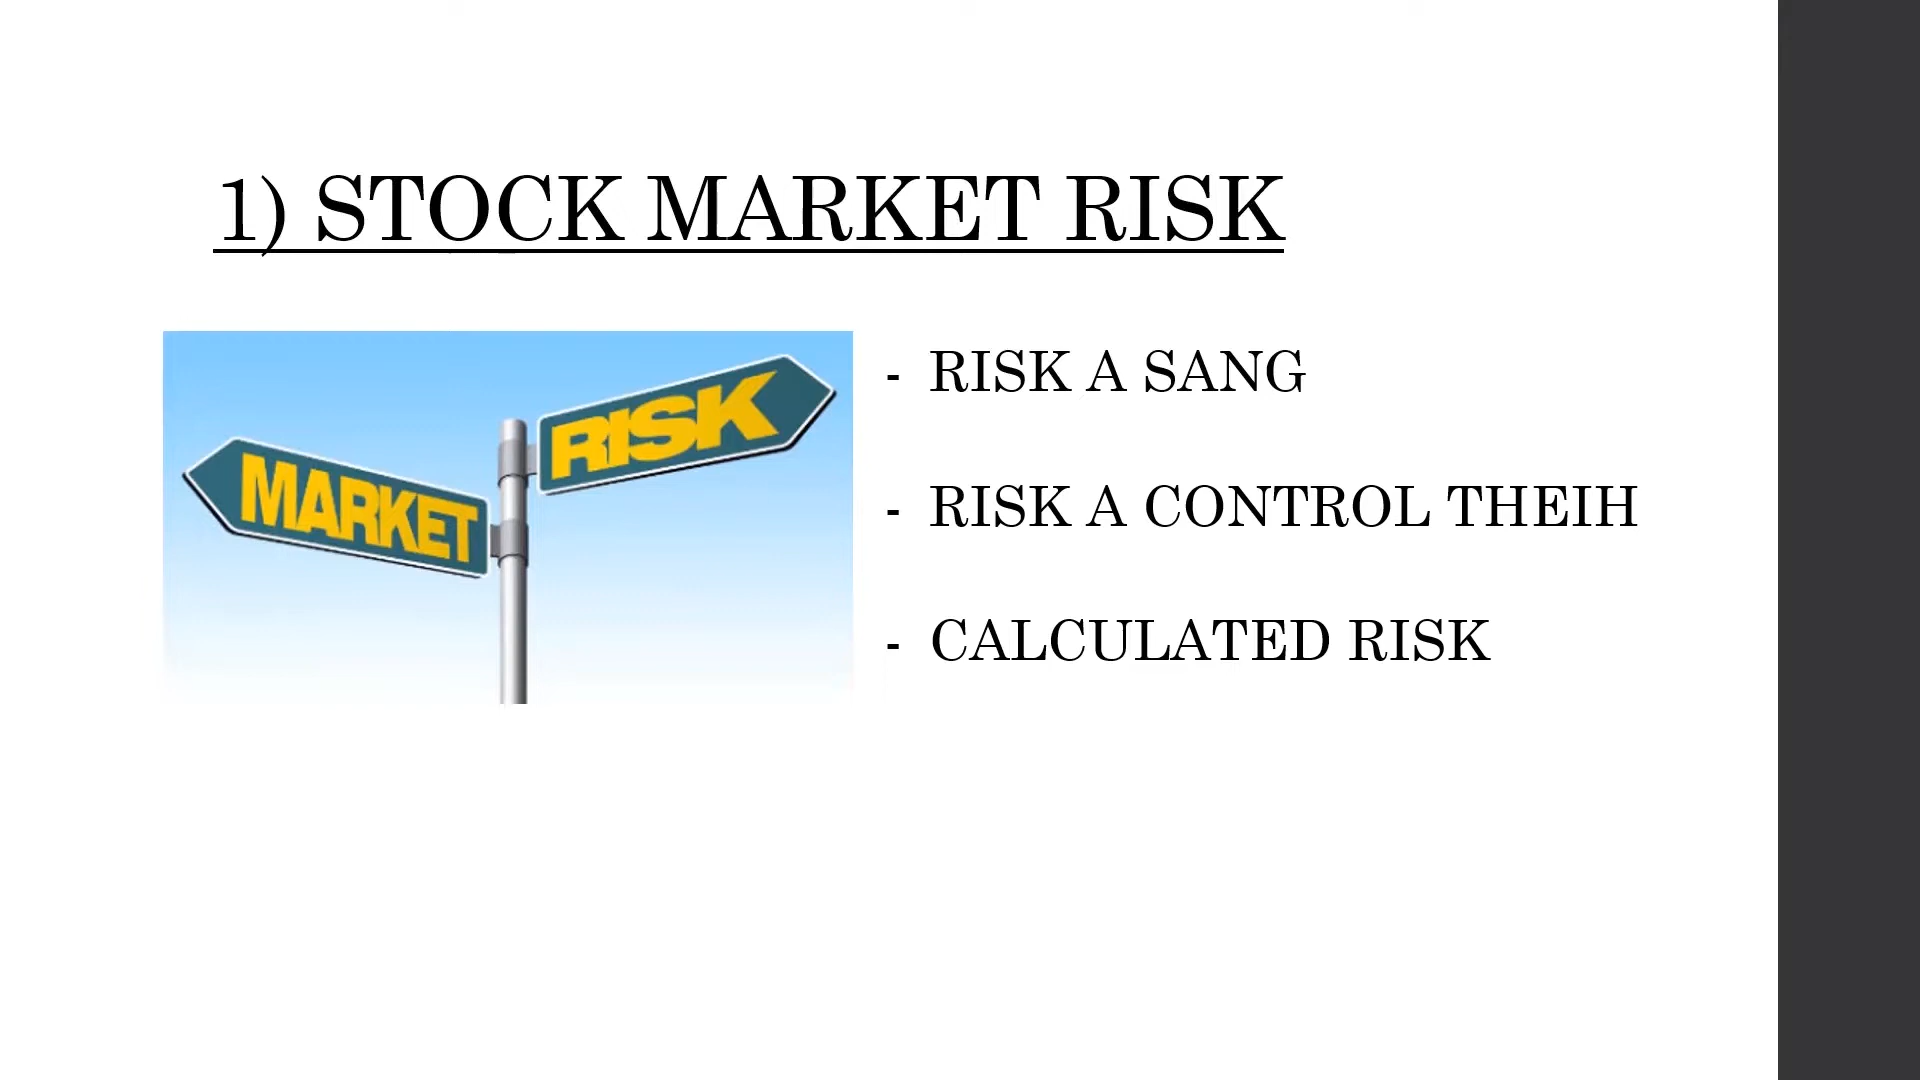 1) STOCK MARKET RISK
MARKET
RISK
- RISK A SANG
- RISK A CONTROL THEIH
- CALCULATED RISK